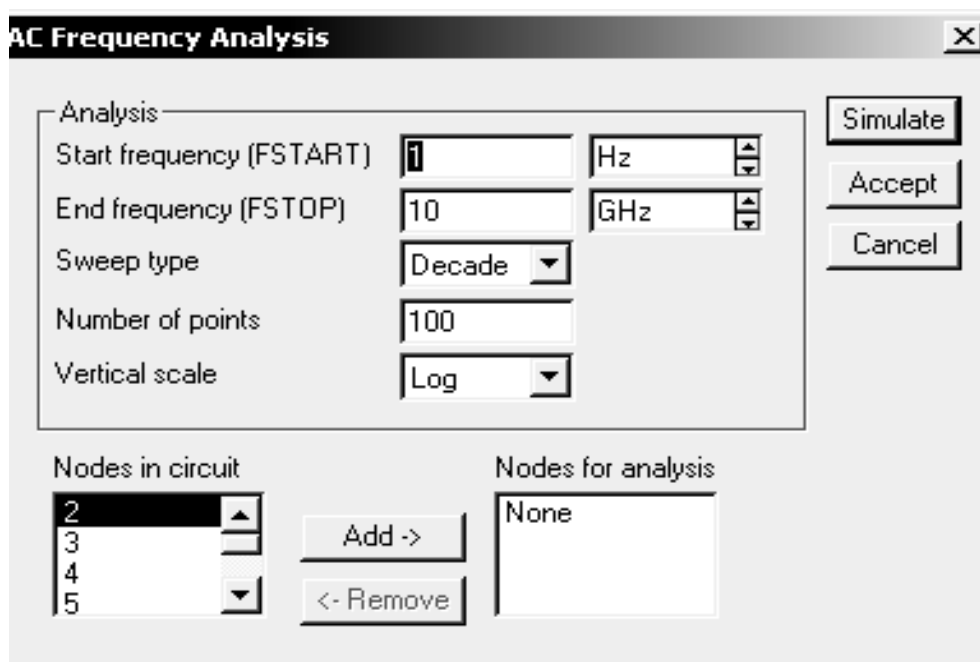 AC Frequency Analysis
Analysis
Start frequency (FSTART) 1 Hz
End frequency (FSTOP) 10 GHz
Sweep type Decade
Number of points 100
Vertical scale Log
Simulate
Accept
Cancel
Nodes in circuit
2
3
4
5
Add ->
<- Remove
Nodes for analysis
None